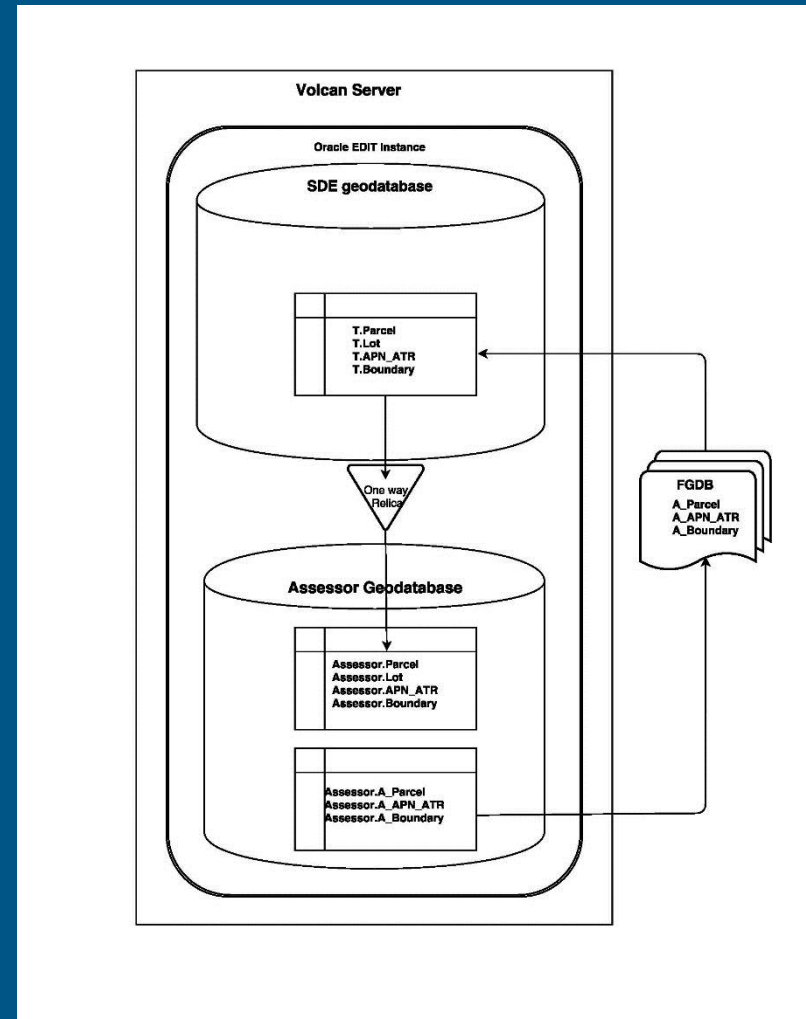 Volcan Server
Oracle EDIT Instance
SDE geodatabase
T.Parcel
T.Lot
T.APN_ATR
T.Boundary
One way
Relica
FGDB
A_Parcel
A_APN_ATR
A_Boundary
Assessor Geodatabase
Assessor.Parcel
Assessor.Lot
Assessor.APN_ATR
Assessor.Boundary
Assessor.A_Parcel
Assessor.A_APN_ATR
Assessor.A_Boundary